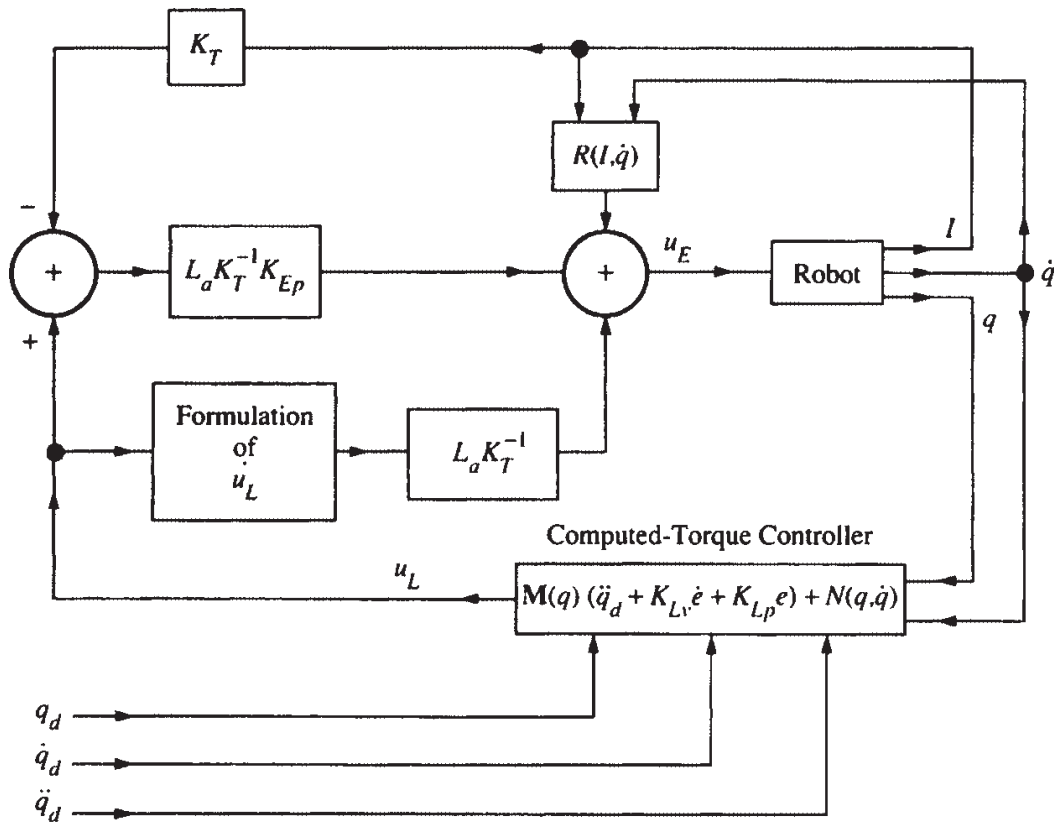 K_T
R(I,q̇)
−
+
L_a K_T^{-1} K_{Ep}
+
u_E
Robot
I
q̇
q
+
Formulation
of
u̇_L
L_a K_T^{-1}
Computed-Torque Controller
u_L
M(q) (q̈_d + K_{Lv} ė + K_{Lp} e) + N(q,q̇)
q_d
q̇_d
q̈_d